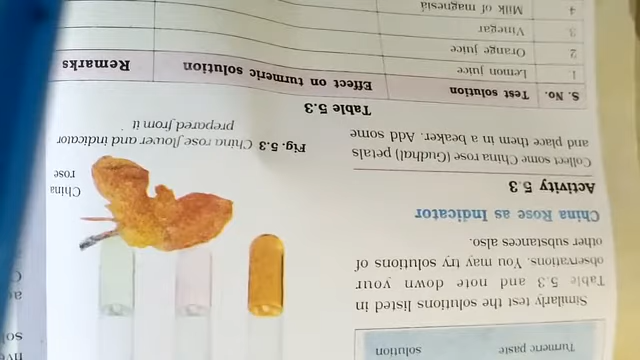 Turmeric paste
solution
Similarly test the solutions listed in
Table 5.3 and note down your
observations. You may try solutions of
other substances also.
China Rose as Indicator
Activity 5.3
Collect some China rose (Gudhal) petals
and place them in a beaker. Add some
China
rose
Fig. 5.3 China rose flower and indicator
prepared from it
Table 5.3
S. No. Test solution Effect on turmeric solution Remarks
1 Lemon juice
2 Orange juice
3. Vinegar
4 Milk of magnesia